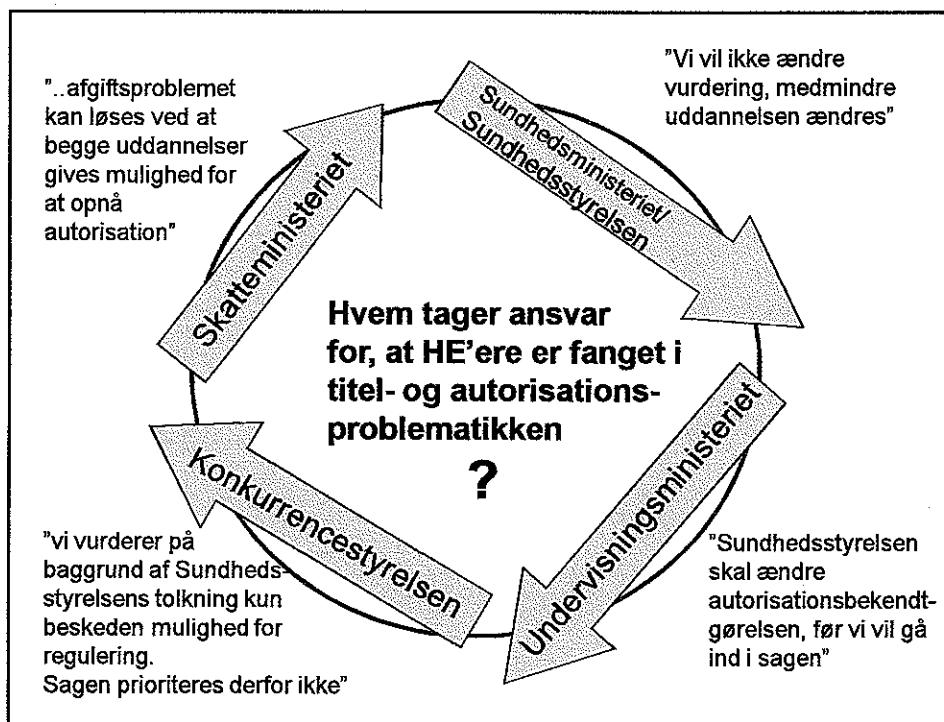 "..afgiftsproblemet
kan løses ved at
begge uddannelser
gives mulighed for
at opnå
autorisation"
Skatteministeriet
Sundhedsministeriet/
Sundhedsstyrelsen
"Vi vil ikke ændre
vurdering, medmindre
uddannelsen ændres"
Hvem tager ansvar
for, at HE'ere er fanget i
titel- og autorisations-
problematikken
?
Undervisningsministeriet
"Sundhedsstyrelsen
skal ændre
autorisationsbekendt-
gørelsen, før vi vil gå
ind i sagen"
Konkurrencestyrelsen
"vi vurderer på
baggrund af Sundheds-
styrelsens tolkning kun
beskeden mulighed for
regulering.
Sagen prioriteres derfor ikke"